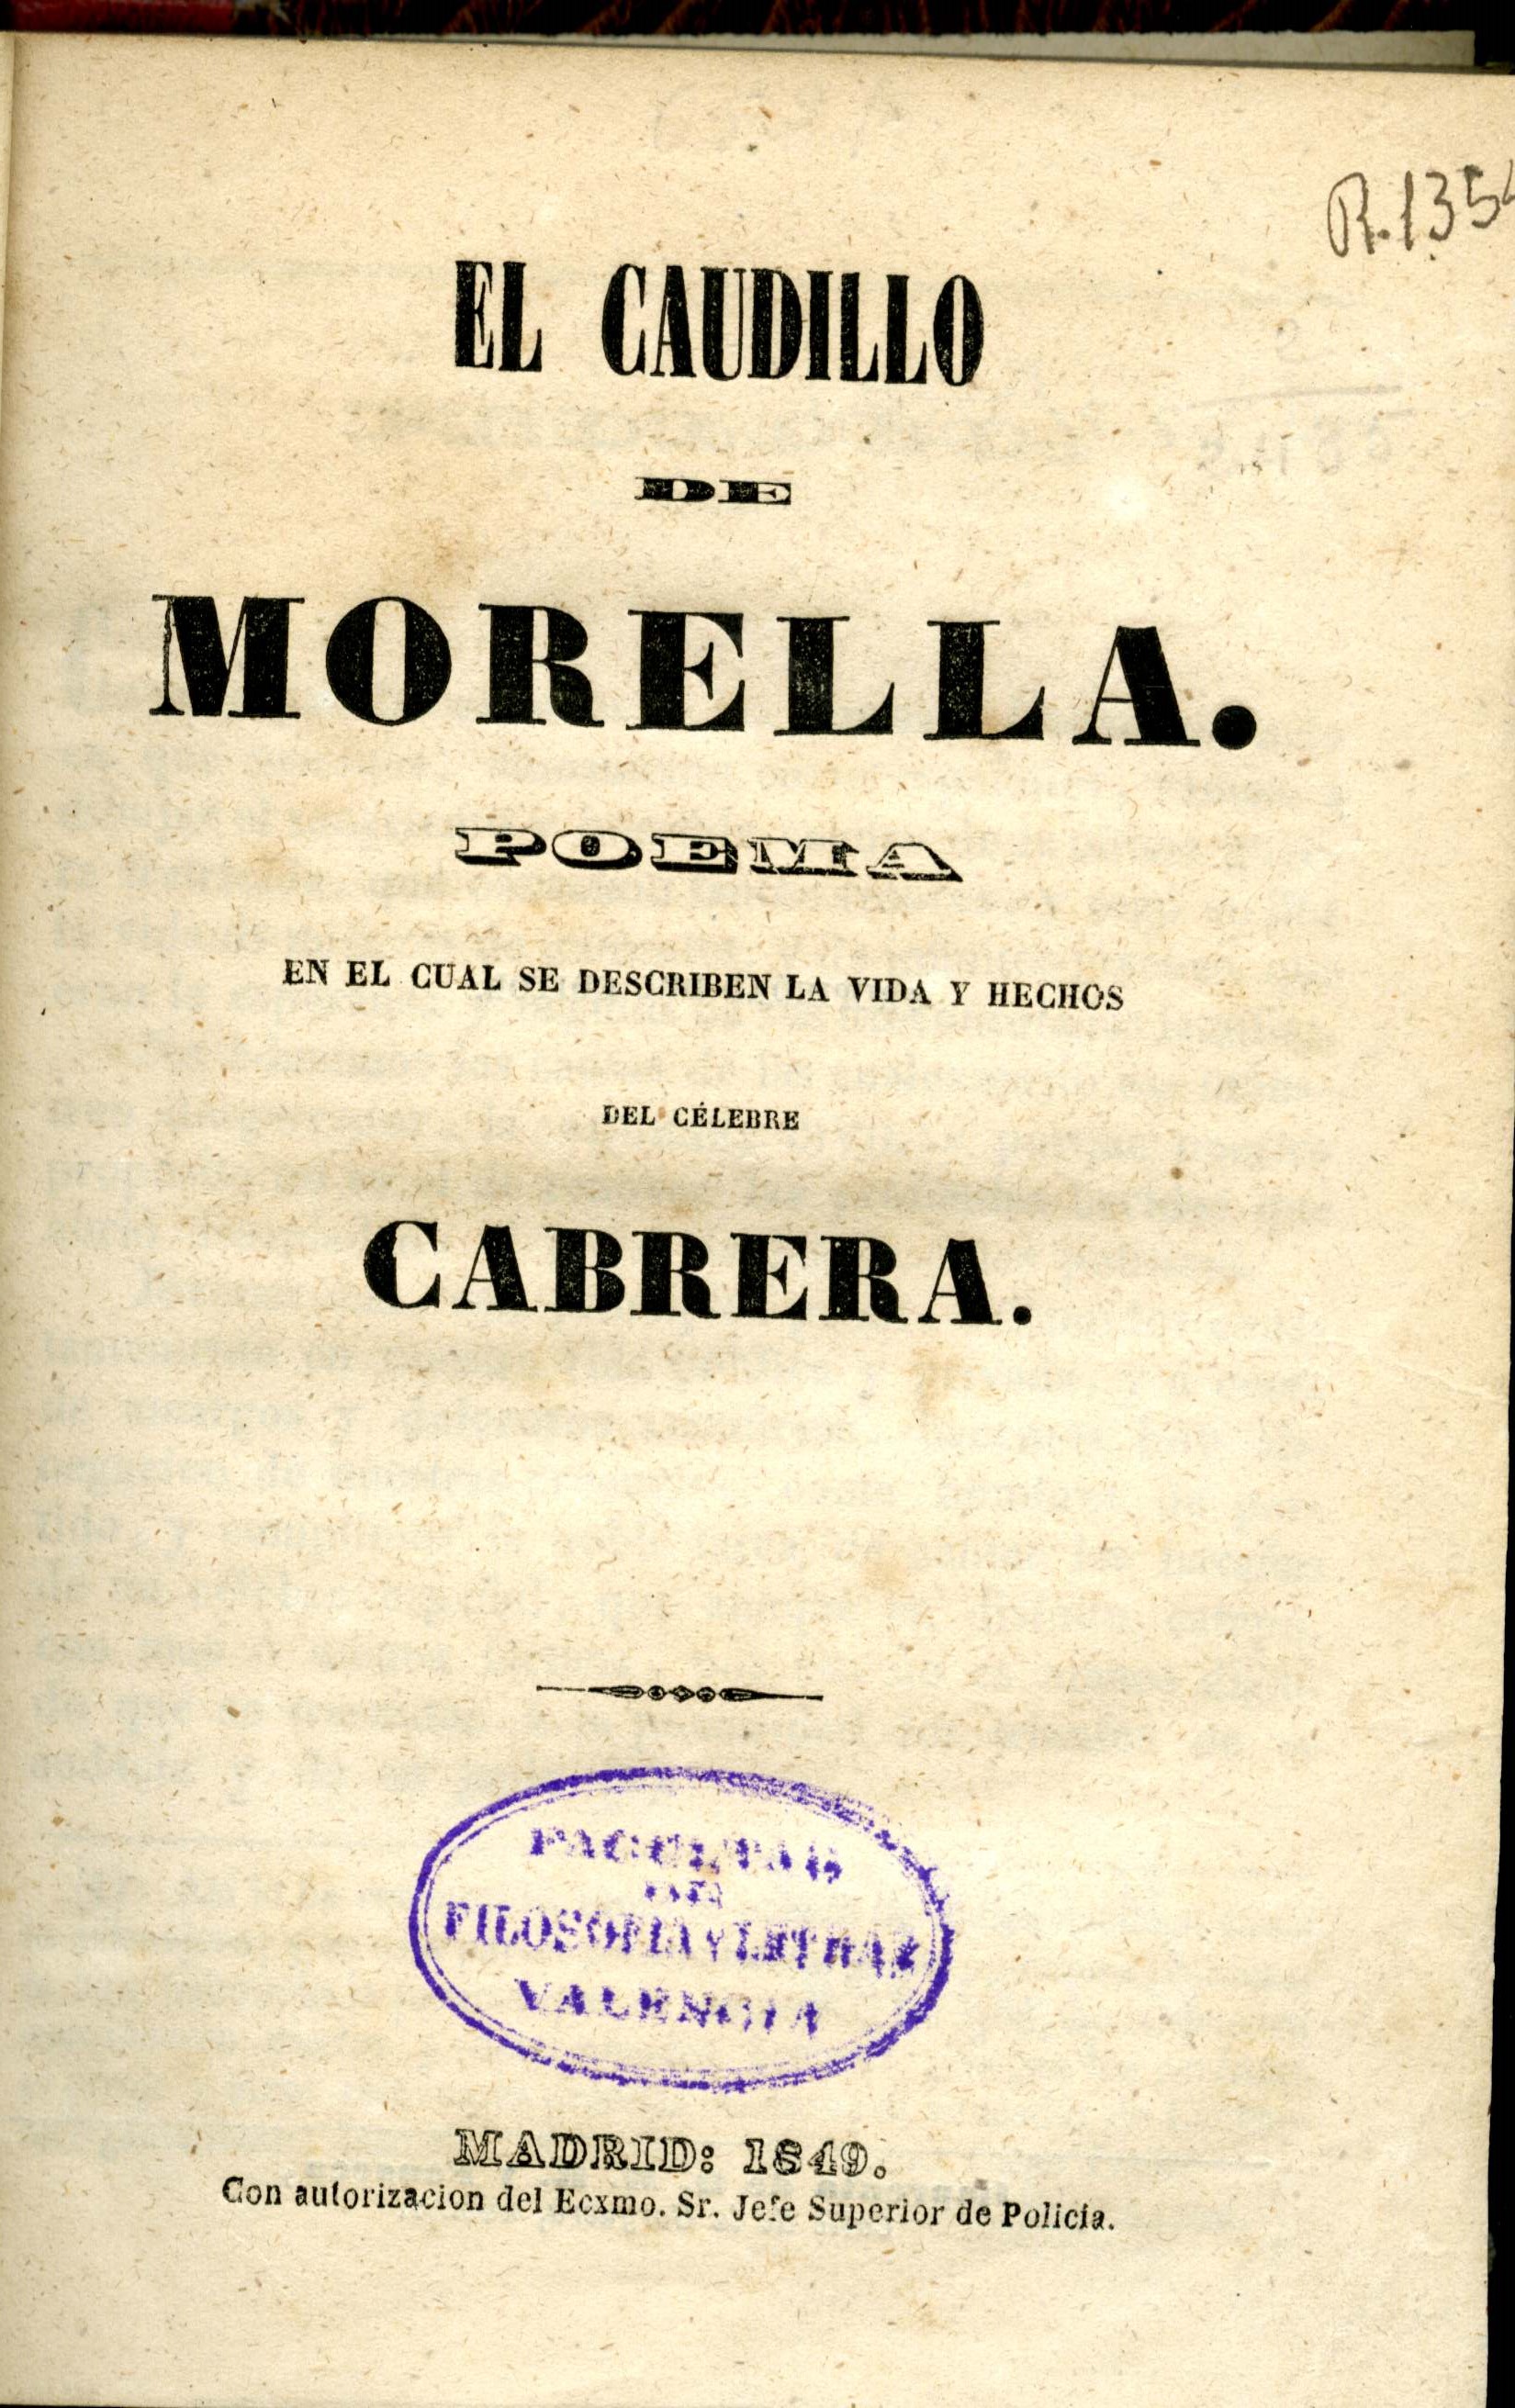 R.135
EL CAUDILLO
DE
MORELLA.
POEMA
EN EL CUAL SE DESCRIBEN LA VIDA Y HECHOS
DEL CÉLEBRE
CABRERA.
FACULTAD
DE
FILOSOFIA Y LETRAS
VALENCIA
MADRID: 1849.
Con autorizacion del Ecxmo. Sr. Jefe Superior de Policía.